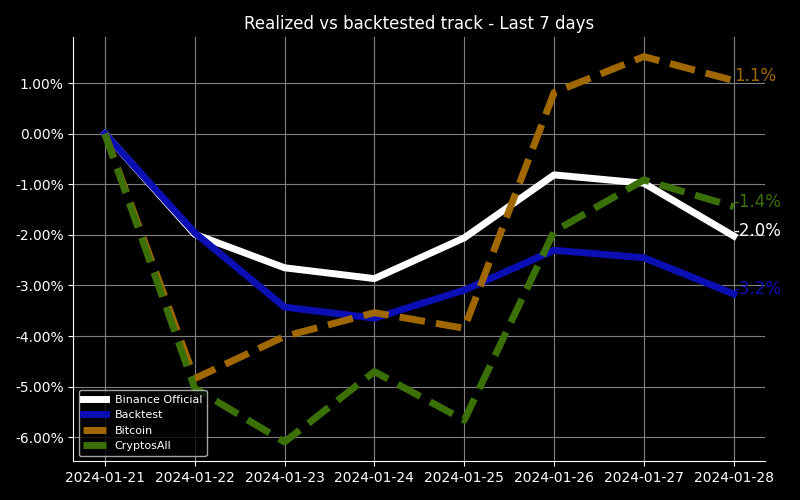 Realized vs backtested track - Last 7 days
1.00%
0.00%
-1.00%
-2.00%
-3.00%
-4.00%
-5.00%
-6.00%
1.1%
-1.4%
-2.0%
-3.2%
Binance Official
Backtest
Bitcoin
CryptosAll
2024-01-21 2024-01-22 2024-01-23 2024-01-24 2024-01-25 2024-01-26 2024-01-27 2024-01-28